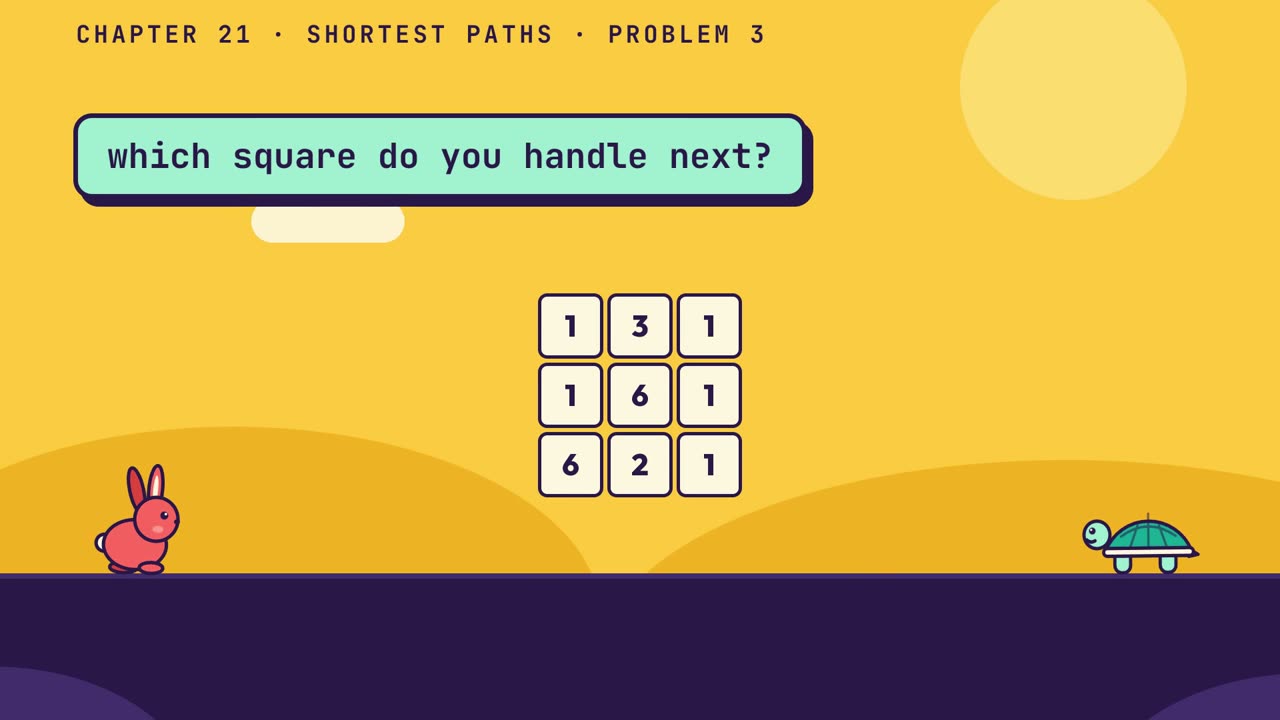 CHAPTER 21 · SHORTEST PATHS · PROBLEM 3
which square do you handle next?
1 3 1
1 6 1
6 2 1